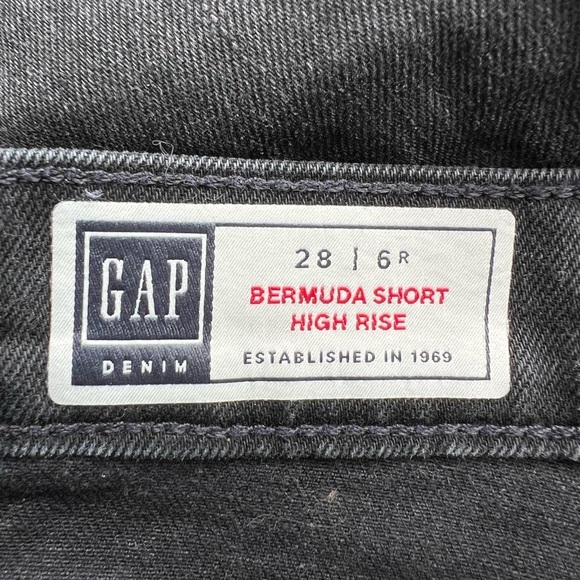 GAP
DENIM
28 | 6R
BERMUDA SHORT
HIGH RISE
ESTABLISHED IN 1969